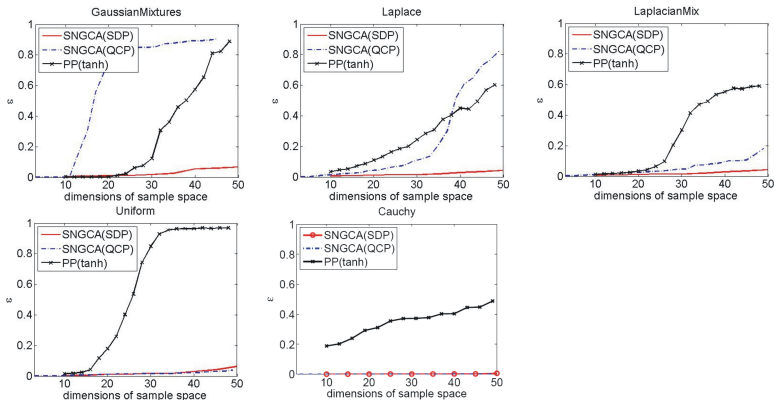 GaussianMixtures
1
0.8
0.6
0.4
0.2
0
ε
SNGCA(SDP)
SNGCA(QCP)
PP(tanh)
10 20 30 40 50
dimensions of sample space
Laplace
1
0.8
0.6
0.4
0.2
0
ε
SNGCA(SDP)
SNGCA(QCP)
PP(tanh)
10 20 30 40 50
dimensions of sample space
LaplacianMix
1
0.8
0.6
0.4
0.2
0
ε
SNGCA(SDP)
SNGCA(QCP)
PP(tanh)
10 20 30 40 50
dimensions of sample space
Uniform
1
0.8
0.6
0.4
0.2
0
ε
SNGCA(SDP)
SNGCA(QCP)
PP(tanh)
10 20 30 40 50
dimensions of sample space
Cauchy
1
0.8
0.6
0.4
0.2
0
ε
SNGCA(SDP)
SNGCA(QCP)
PP(tanh)
10 20 30 40 50
dimensions of sample space